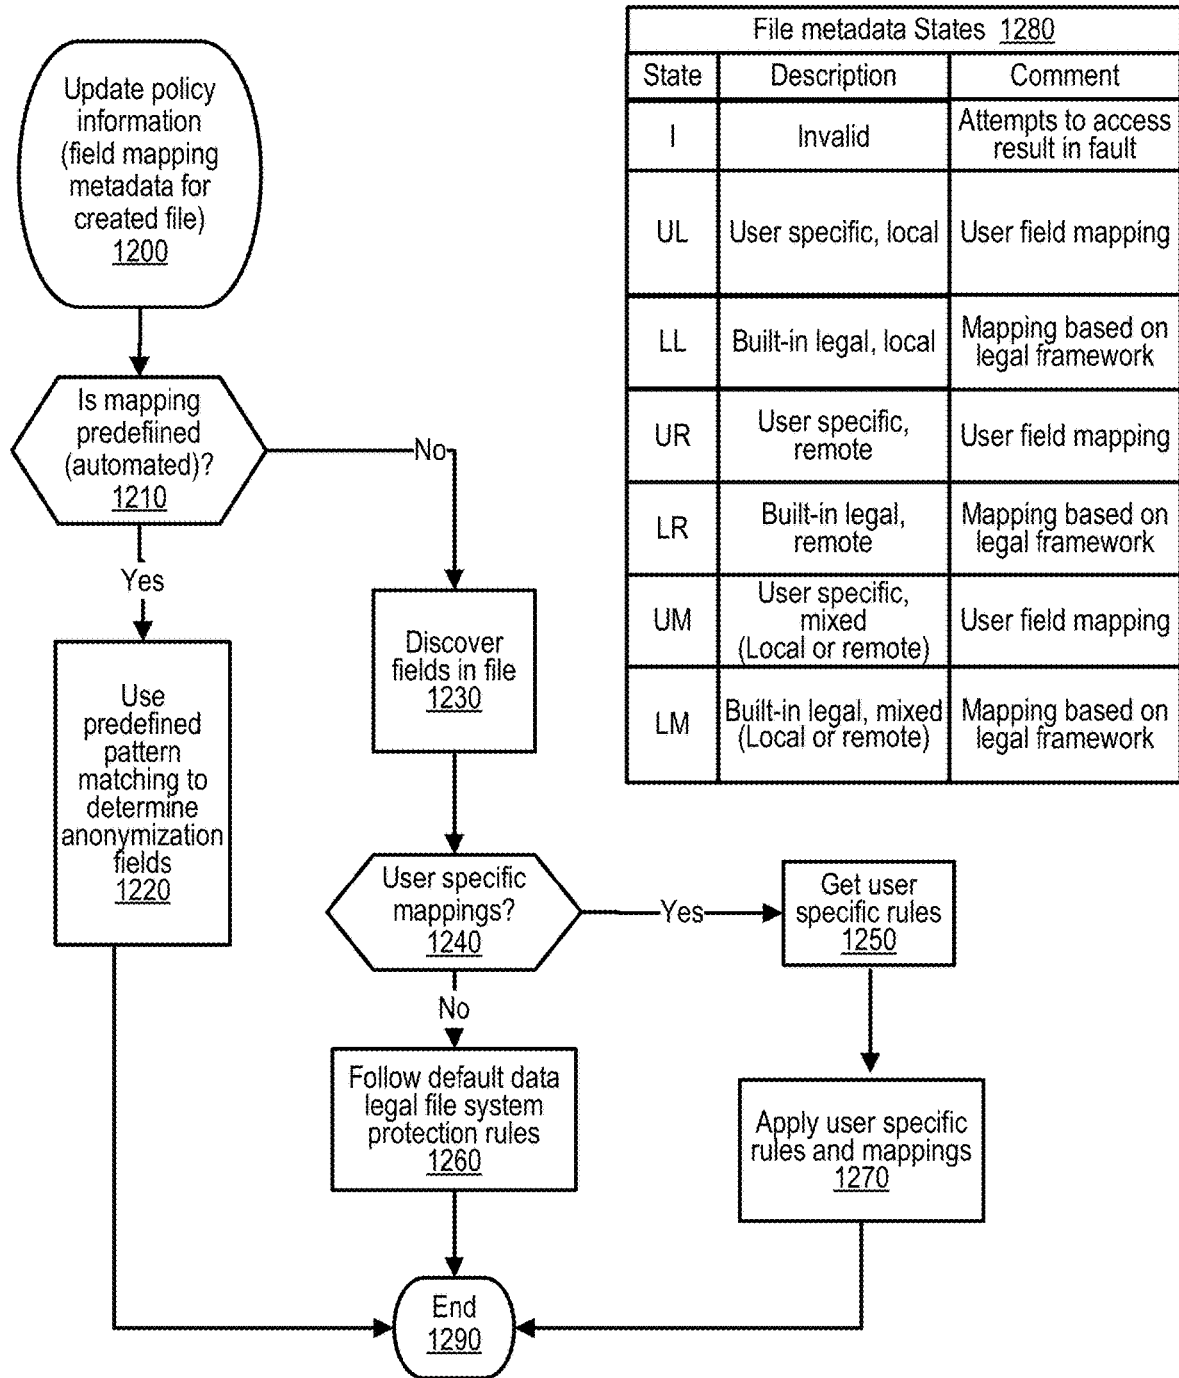 Update policy
information
(field mapping
metadata for
created file)
1200
Is mapping
predefiined
(automated)?
1210
No
Yes
Use
predefined
pattern
matching to
determine
anonymization
fields
1220
Discover
fields in file
1230
User specific
mappings?
1240
Yes
No
Get user
specific rules
1250
Follow default data
legal file system
protection rules
1260
Apply user specific
rules and mappings
1270
End
1290
File metadata States 1280
State Description Comment
I Invalid Attempts to access
result in fault
UL User specific, local User field mapping
LL Built-in legal, local Mapping based on
legal framework
UR User specific,
remote User field mapping
LR Built-in legal,
remote Mapping based on
legal framework
UM User specific,
mixed
(Local or remote) User field mapping
LM Built-in legal, mixed
(Local or remote) Mapping based on
legal framework